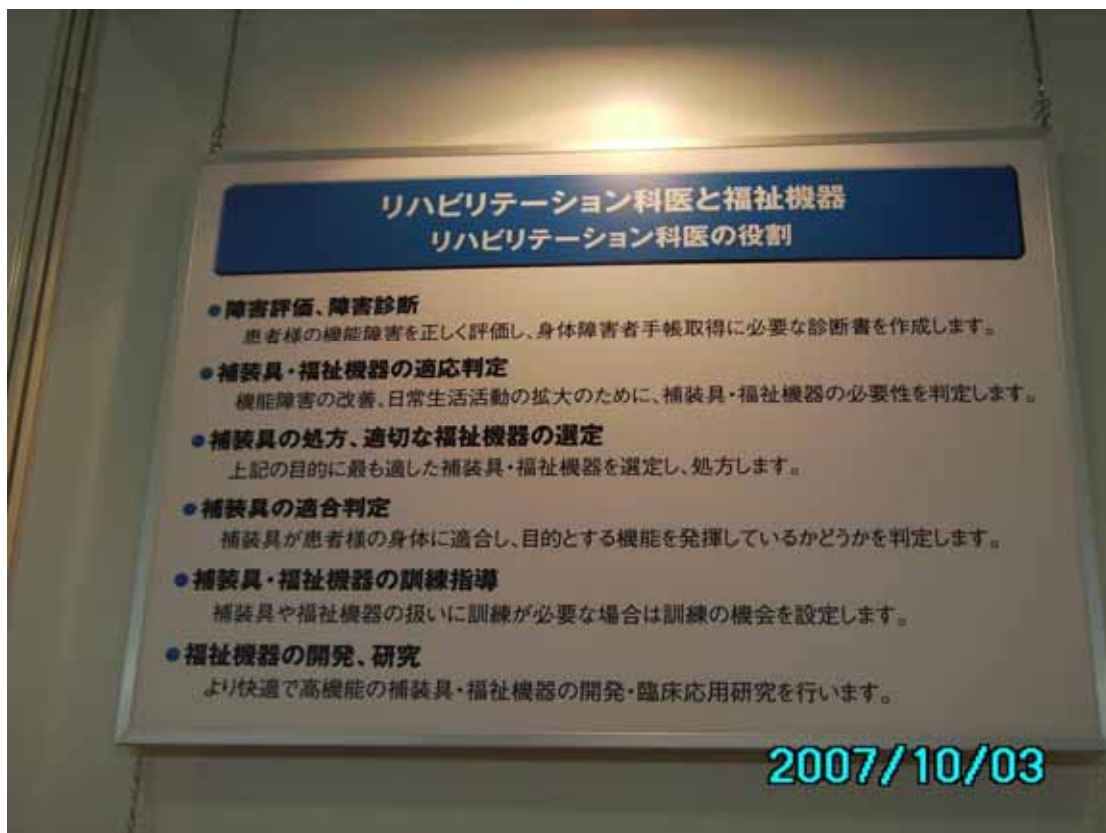 リハビリテーション科医と福祉機器
リハビリテーション科医の役割
●障害評価、障害診断
患者様の機能障害を正しく評価し、身体障害者手帳取得に必要な診断書を作成します。
●補装具・福祉機器の適応判定
機能障害の改善、日常生活活動の拡大のために、補装具・福祉機器の必要性を判定します。
●補装具の処方、適切な福祉機器の選定
上記の目的に最も適した補装具・福祉機器を選定し、処方します。
●補装具の適合判定
補装具が患者様の身体に適合し、目的とする機能を発揮しているかどうかを判定します。
●補装具・福祉機器の訓練指導
補装具や福祉機器の扱いに訓練が必要な場合は訓練の機会を設定します。
●福祉機器の開発、研究
より快適で高機能の補装具・福祉機器の開発・臨床応用研究を行います。
2007/10/03